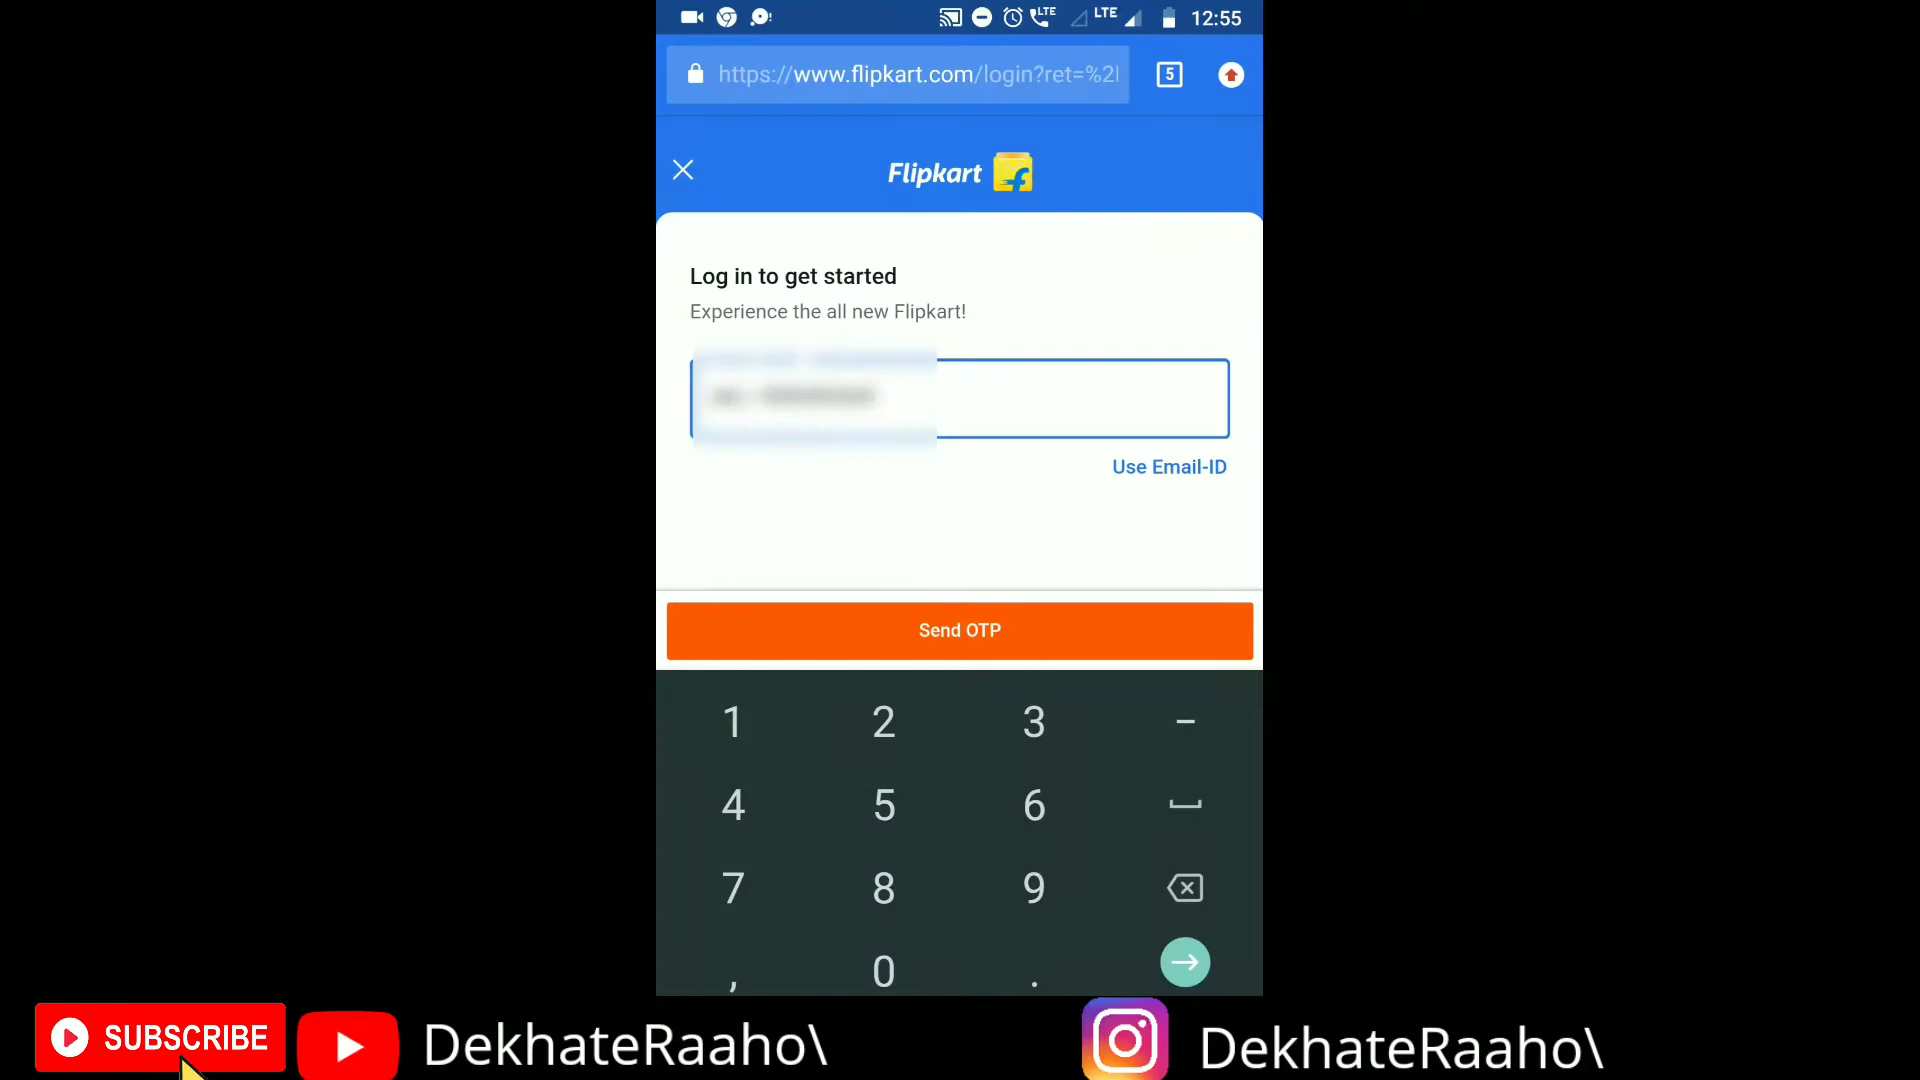 LTE LTE 12:55
https://www.flipkart.com/login?ret=%2 5
Flipkart
Log in to get started
Experience the all new Flipkart!
Use Email-ID
Send OTP
1 2 3 -
4 5 6
7 8 9
, 0 .
SUBSCRIBE DekhateRaaho\ DekhateRaaho\